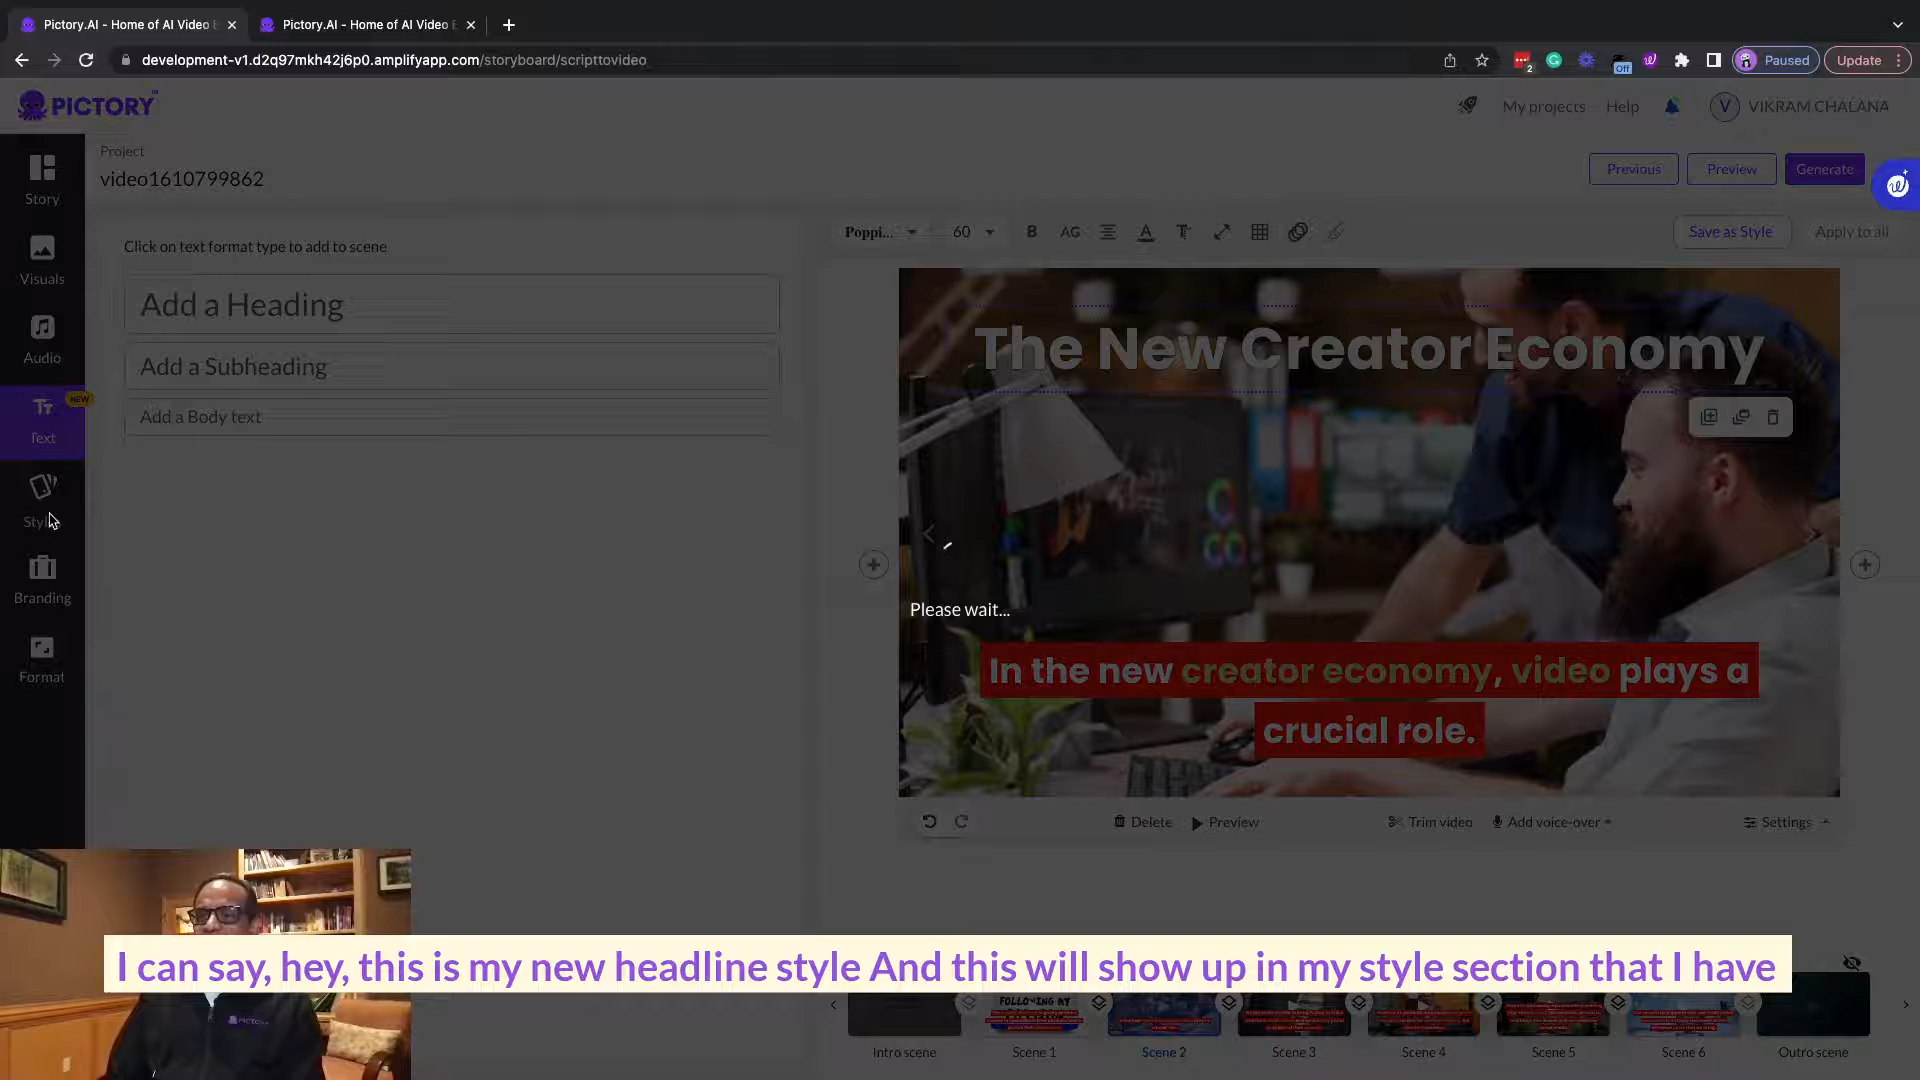 Pictory.AI - Home of AI Video E
Pictory.AI - Home of AI Video E
development-v1.d2q97mkh42j6p0.amplifyapp.com/storyboard/scripttovideo
2
Off
Paused
Update
PICTORY
My projects
Help
V
VIKRAM CHALANA
Project
video1610799862
Previous
Preview
Generate
Story
Visuals
Audio
NEW
Text
Branding
Format
Click on text format type to add to scene
Add a Heading
Add a Subheading
Add a Body text
Poppi...
60
B
AG
Save as Style
Apply to all
The New Creator Economy
Please wait...
In the new creator economy, video plays a
crucial role.
Delete
Preview
Trim video
Add voice-over
Settings
I can say, hey, this is my new headline style And this will show up in my style section that I have
PICTORY
FOLLOWING MY
Intro scene
Scene 1
Scene 2
Scene 3
Scene 4
Scene 5
Scene 6
Outro scene